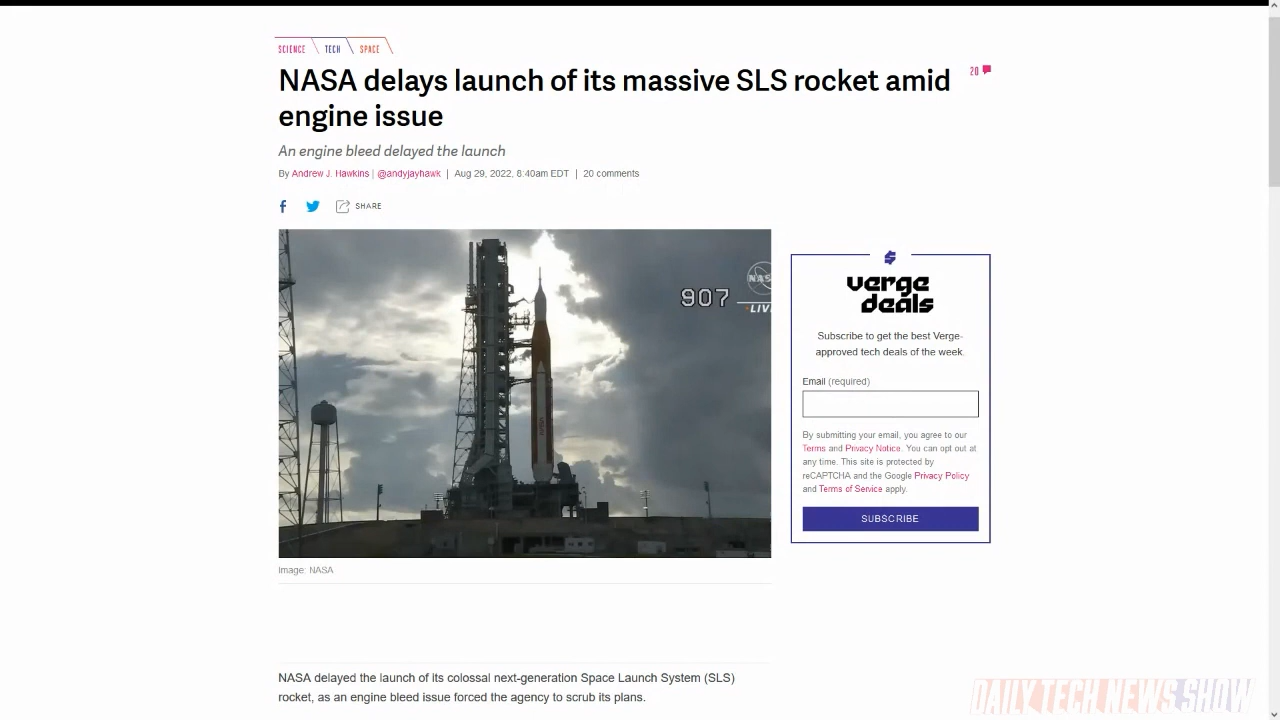 SCIENCE TECH SPACE
NASA delays launch of its massive SLS rocket amid
engine issue
20
An engine bleed delayed the launch
By Andrew J. Hawkins | @andyjayhawk | Aug 29, 2022, 8:40am EDT | 20 comments
SHARE
907
NASA
LIVE
Image: NASA
verge
deals
Subscribe to get the best Verge-
approved tech deals of the week.
Email (required)
By submitting your email, you agree to our
Terms and Privacy Notice. You can opt out at
any time. This site is protected by
reCAPTCHA and the Google Privacy Policy
and Terms of Service apply.
SUBSCRIBE
NASA delayed the launch of its colossal next-generation Space Launch System (SLS)
rocket, as an engine bleed issue forced the agency to scrub its plans.
DAILY TECH NEWS SHOW